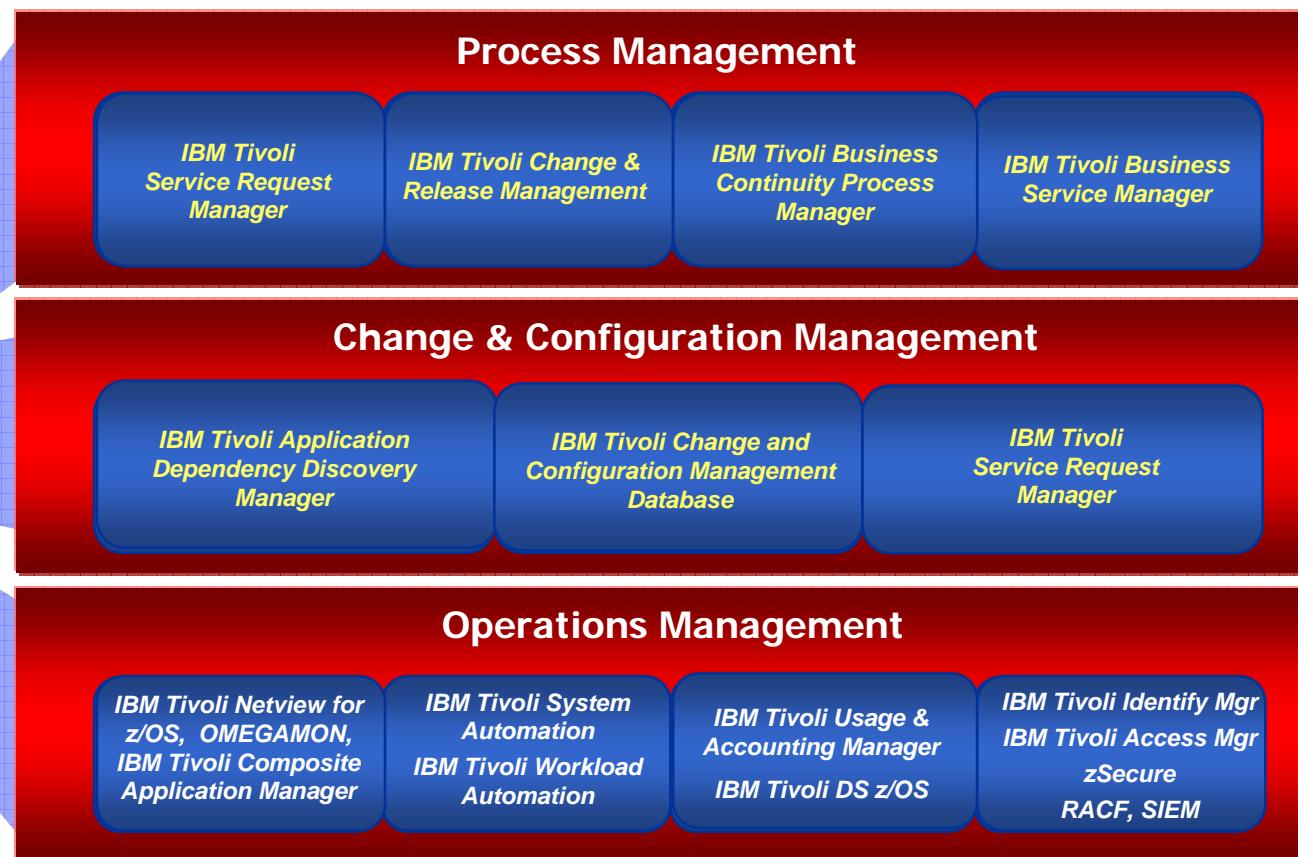 Process Management
IBM Tivoli
Service Request
Manager
IBM Tivoli Change &
Release Management
IBM Tivoli Business
Continuity Process
Manager
IBM Tivoli Business
Service Manager
Change & Configuration Management
IBM Tivoli Application
Dependency Discovery
Manager
IBM Tivoli Change and
Configuration Management
Database
IBM Tivoli
Service Request
Manager
Operations Management
IBM Tivoli Netview for
z/OS, OMEGAMON,
IBM Tivoli Composite
Application Manager
IBM Tivoli System
Automation
IBM Tivoli Workload
Automation
IBM Tivoli Usage &
Accounting Manager
IBM Tivoli DS z/OS
IBM Tivoli Identify Mgr
IBM Tivoli Access Mgr
zSecure
RACF, SIEM